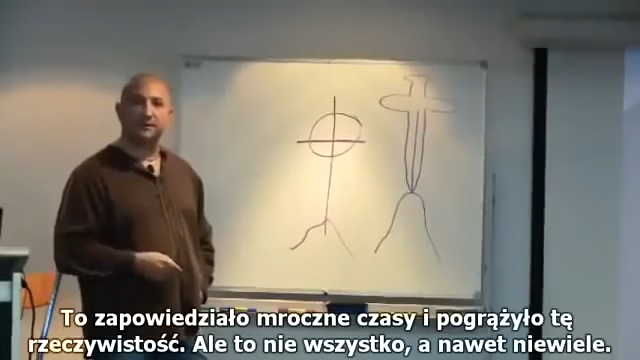 To zapowiedziało mroczne czasy i pogrążyło tę
rzeczywistość. Ale to nie wszystko, a nawet niewiele.